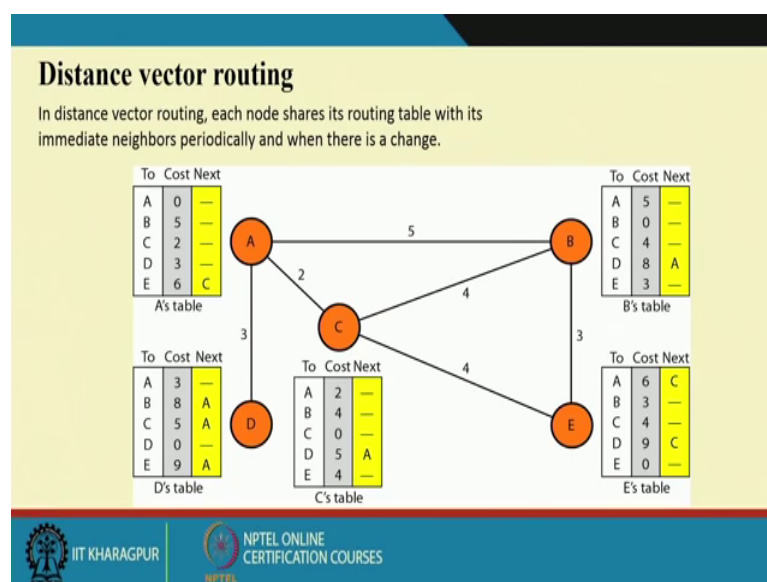 Distance vector routing
In distance vector routing, each node shares its routing table with its
immediate neighbors periodically and when there is a change.
To Cost Next
A 0 —
B 5 —
C 2 —
D 3 —
E 6 C
A's table
To Cost Next
A 5 —
B 0 —
C 4 —
D 8 A
E 3 —
B's table
A
5
B
2
4
C
3
4
3
D
E
To Cost Next
A 3 —
B 8 A
C 5 A
D 0 —
E 9 A
D's table
To Cost Next
A 2 —
B 4 —
C 0 —
D 5 A
E 4 —
C's table
To Cost Next
A 6 C
B 3 —
C 4 —
D 9 C
E 0 —
E's table
IIT KHARAGPUR
NPTEL
NPTEL ONLINE
CERTIFICATION COURSES